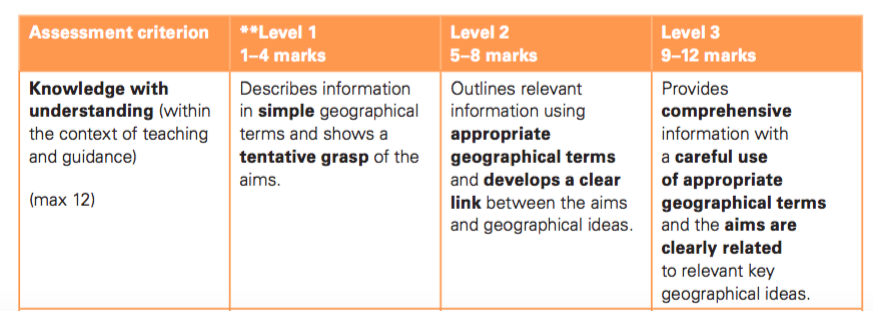 Assessment criterion
**Level 1
1–4 marks
Level 2
5–8 marks
Level 3
9–12 marks
Knowledge with
understanding (within
the context of teaching
and guidance)
(max 12)
Describes information
in simple geographical
terms and shows a
tentative grasp of the
aims.
Outlines relevant
information using
appropriate
geographical terms
and develops a clear
link between the aims
and geographical ideas.
Provides
comprehensive
information with
a careful use
of appropriate
geographical terms
and the aims are
clearly related
to relevant key
geographical ideas.